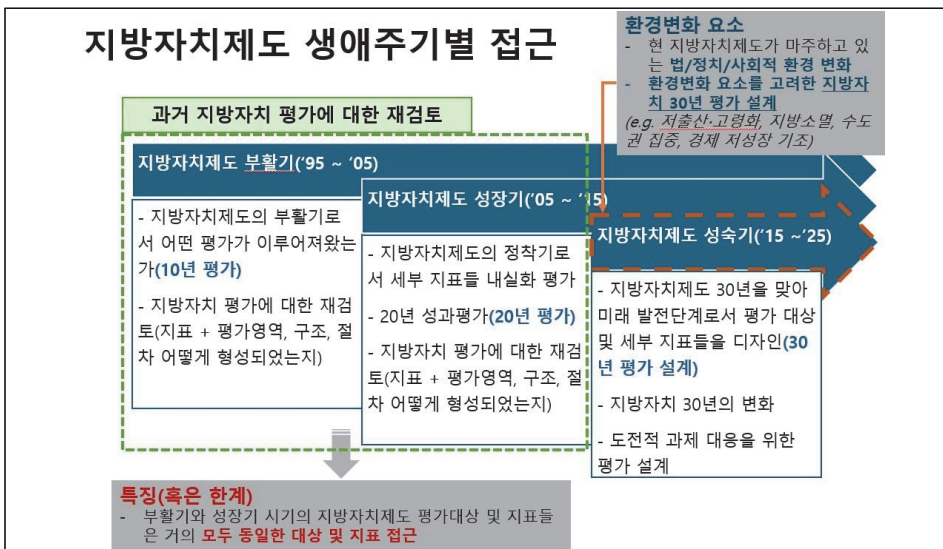 지방자치제도 생애주기별 접근
환경변화 요소
- 현 지방자치제도가 마주하고 있
는 법/정치/사회적 환경 변화
- 환경변화 요소를 고려한 지방자
치 30년 평가 설계
(e.g. 저출산·고령화, 지방소멸, 수도
권 집중, 경제 저성장 기조)
과거 지방자치 평가에 대한 재검토
지방자치제도 부활기('95 ~ '05)
- 지방자치제도의 부활기로
서 어떤 평가가 이루어져왔는
가(10년 평가)
- 지방자치 평가에 대한 재검
토(지표 + 평가영역, 구조, 절
차 어떻게 형성되었는지)
지방자치제도 성장기('05 ~ '15)
- 지방자치제도의 정착기로
서 세부 지표들 내실화 평가
- 20년 성과평가(20년 평가)
- 지방자치 평가에 대한 재검
토(지표 + 평가영역, 구조, 절
차 어떻게 형성되었는지)
지방자치제도 성숙기('15 ~'25)
- 지방자치제도 30년을 맞아
미래 발전단계로서 평가 대상
및 세부 지표들을 디자인(30
년 평가 설계)
- 지방자치 30년의 변화
- 도전적 과제 대응을 위한
평가 설계
특징(혹은 한계)
- 부활기와 성장기 시기의 지방자치제도 평가대상 및 지표들
은 거의 모두 동일한 대상 및 지표 접근